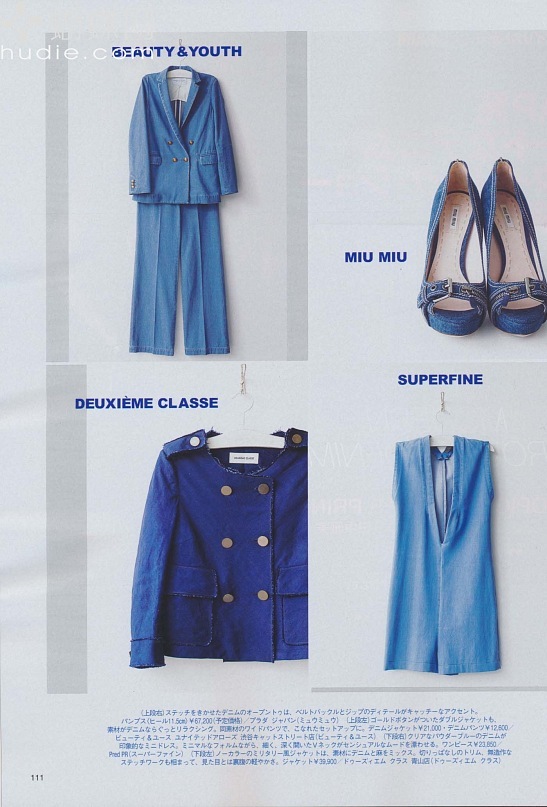 hudie.com
BEAUTY & YOUTH
MIU MIU
DEUXIÈME CLASSE
SUPERFINE
(上段右)ステッチをきかせたデニムのオープントゥは、ベルトバックルとジップのディテールがキャッチーなアクセント。
パンプス(ヒール11.5cm)¥67,200(予定価格)/プラダ ジャパン(ミュウミュウ) (上段左)ゴールドボタンがついたダブルジャケットも、
素材がデニムならぐっとリラクシング。同素材のワイドパンツで、こなれたセットアップに。デニムジャケット¥21,000・デニムパンツ¥12,600/
ビューティ&ユース ユナイテッドアローズ 渋谷キャットストリート店(ビューティ&ユース) (下段右)クリアなパウダーブルーのデニムが
印象的なミニドレス。ミニマルなフォルムながら、細く、深く開いたVネックがセンシュアルなムードを漂わせる。ワンピース¥23,850/
Pred PR(スーパーファイン) (下段左)ノーカラーのミリタリー風ジャケットは、素材にデニムと麻をミックス。切りっぱなしのトリム、無造作な
ステッチワークも相まって、見た目とは裏腹の軽やかさ。ジャケット¥39,900/ドゥーズィエム クラス 青山店(ドゥーズィエム クラス)
111